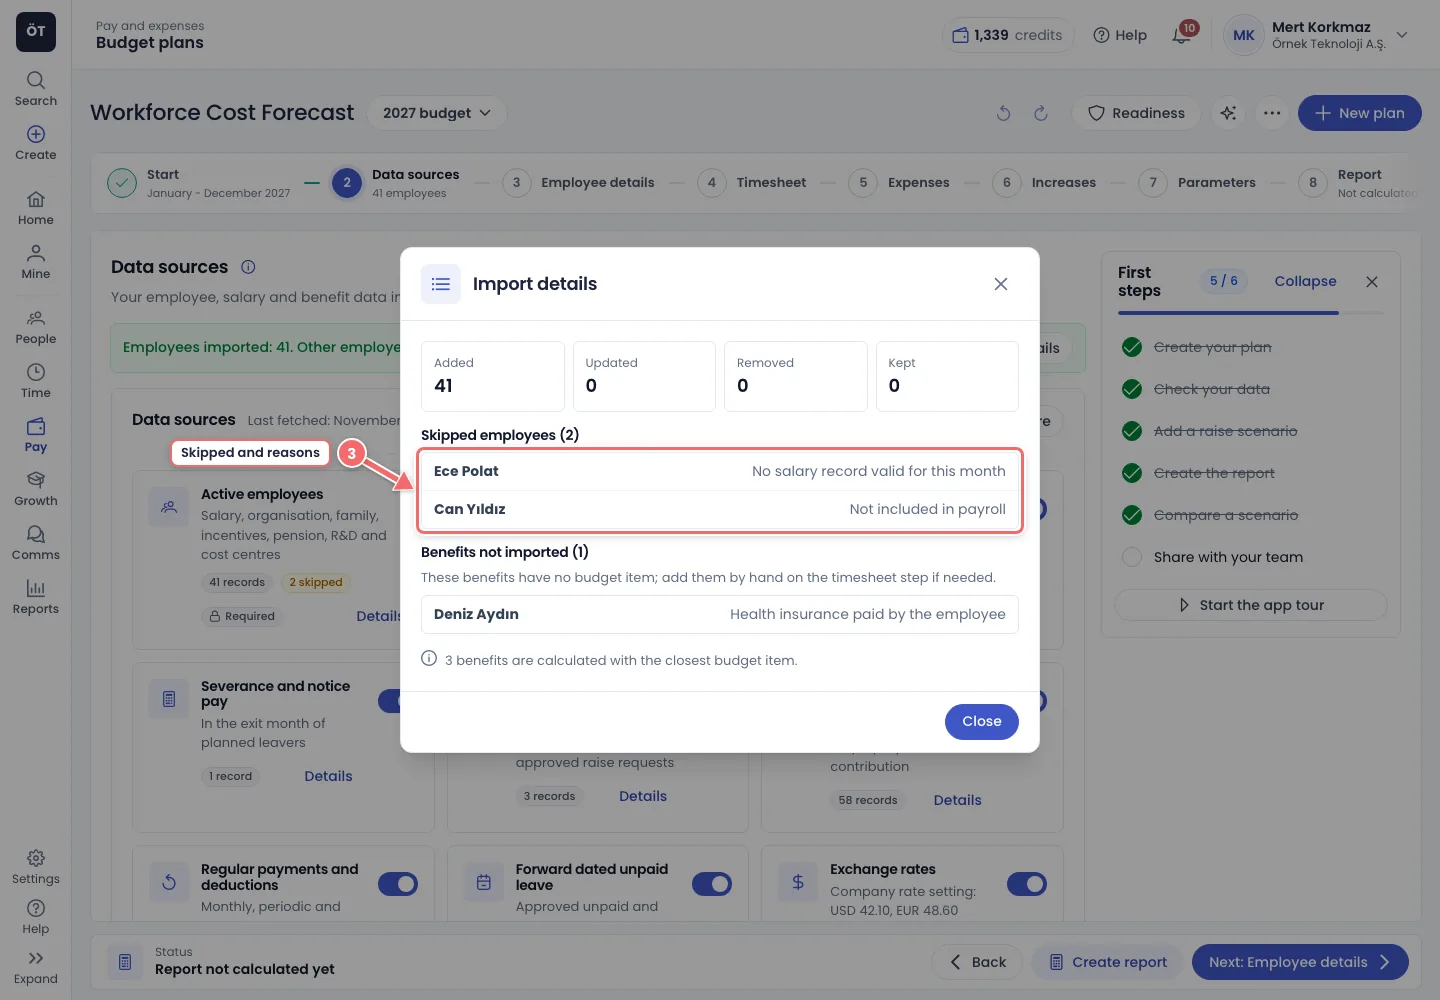 ÖT
Pay and expenses
Budget plans
1,339 credits
Help
10
MK
Mert Korkmaz
Örnek Teknoloji A.Ş.
Search
Create
Home
Mine
People
Time
Pay
Growth
Comms
Reports
Settings
Help
Expand
Workforce Cost Forecast
2027 budget
Readiness
New plan
Start
January - December 2027
2
Data sources
41 employees
3
Employee details
4
Timesheet
5
Expenses
6
Increases
7
Parameters
8
Report
Not calculated
Data sources
Your employee, salary and benefit data in
Employees imported: 41. Other employe
Data sources
Last fetched: November
Skipped and reasons
3
Active employees
Salary, organisation, family,
incentives, pension, R&D and
cost centres
41 records
2 skipped
Required
Details
Severance and notice
pay
In the exit month of
planned leavers
1 record
Details
approved raise requests
3 records
Details
contribution
58 records
Details
Regular payments and
deductions
Monthly, periodic and
Forward dated unpaid
leave
Approved unpaid and
Exchange rates
Company rate setting:
USD 42.10, EUR 48.60
Import details
Added
41
Updated
0
Removed
0
Kept
0
Skipped employees (2)
Ece Polat
No salary record valid for this month
Can Yıldız
Not included in payroll
Benefits not imported (1)
These benefits have no budget item; add them by hand on the timesheet step if needed.
Deniz Aydın
Health insurance paid by the employee
3 benefits are calculated with the closest budget item.
Close
First
steps
5 / 6
Collapse
Create your plan
Check your data
Add a raise scenario
Create the report
Compare a scenario
Share with your team
Start the app tour
Status
Report not calculated yet
Back
Create report
Next: Employee details